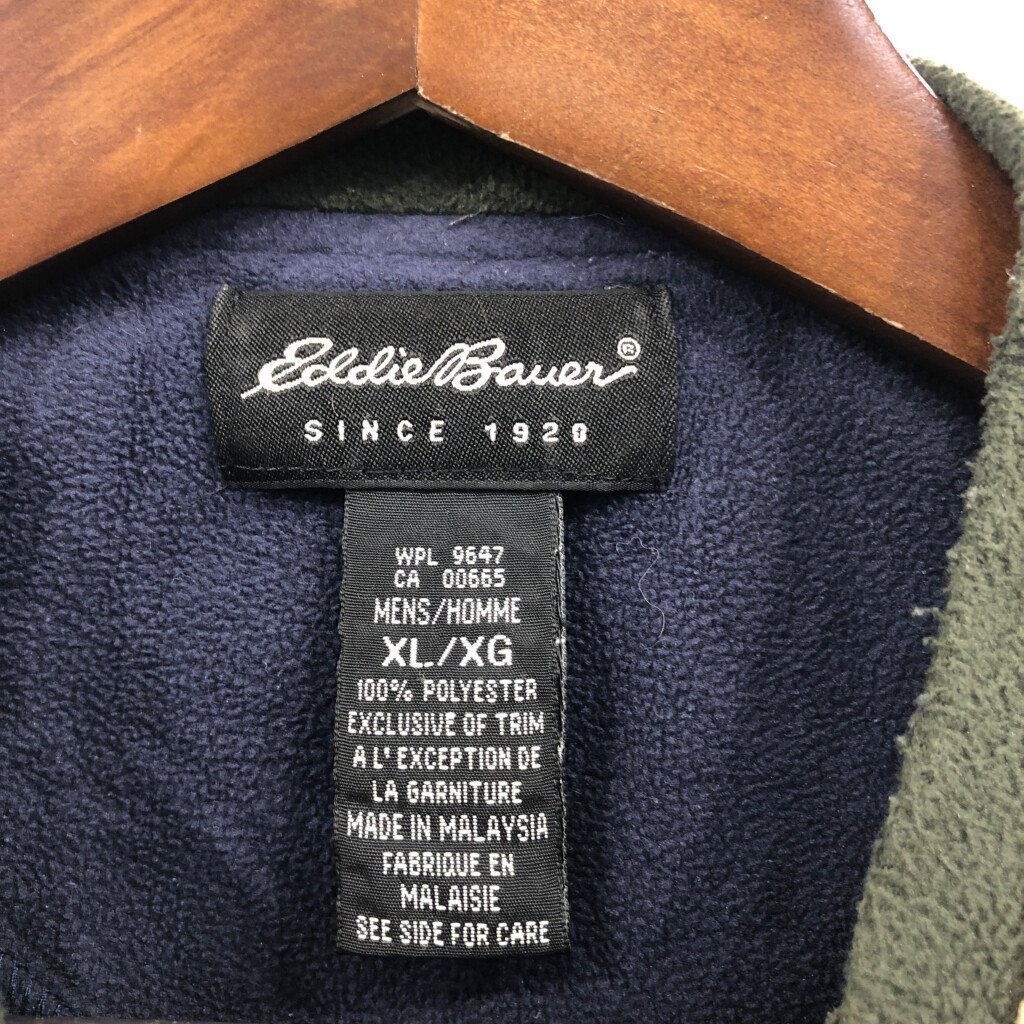 Eddie Bauer®
SINCE 1920
WPL 9647
CA 00665
MENS/HOMME
XL/XG
100% POLYESTER
EXCLUSIVE OF TRIM
A L'EXCEPTION DE
LA GARNITURE
MADE IN MALAYSIA
FABRIQUE EN
MALAISIE
SEE SIDE FOR CARE